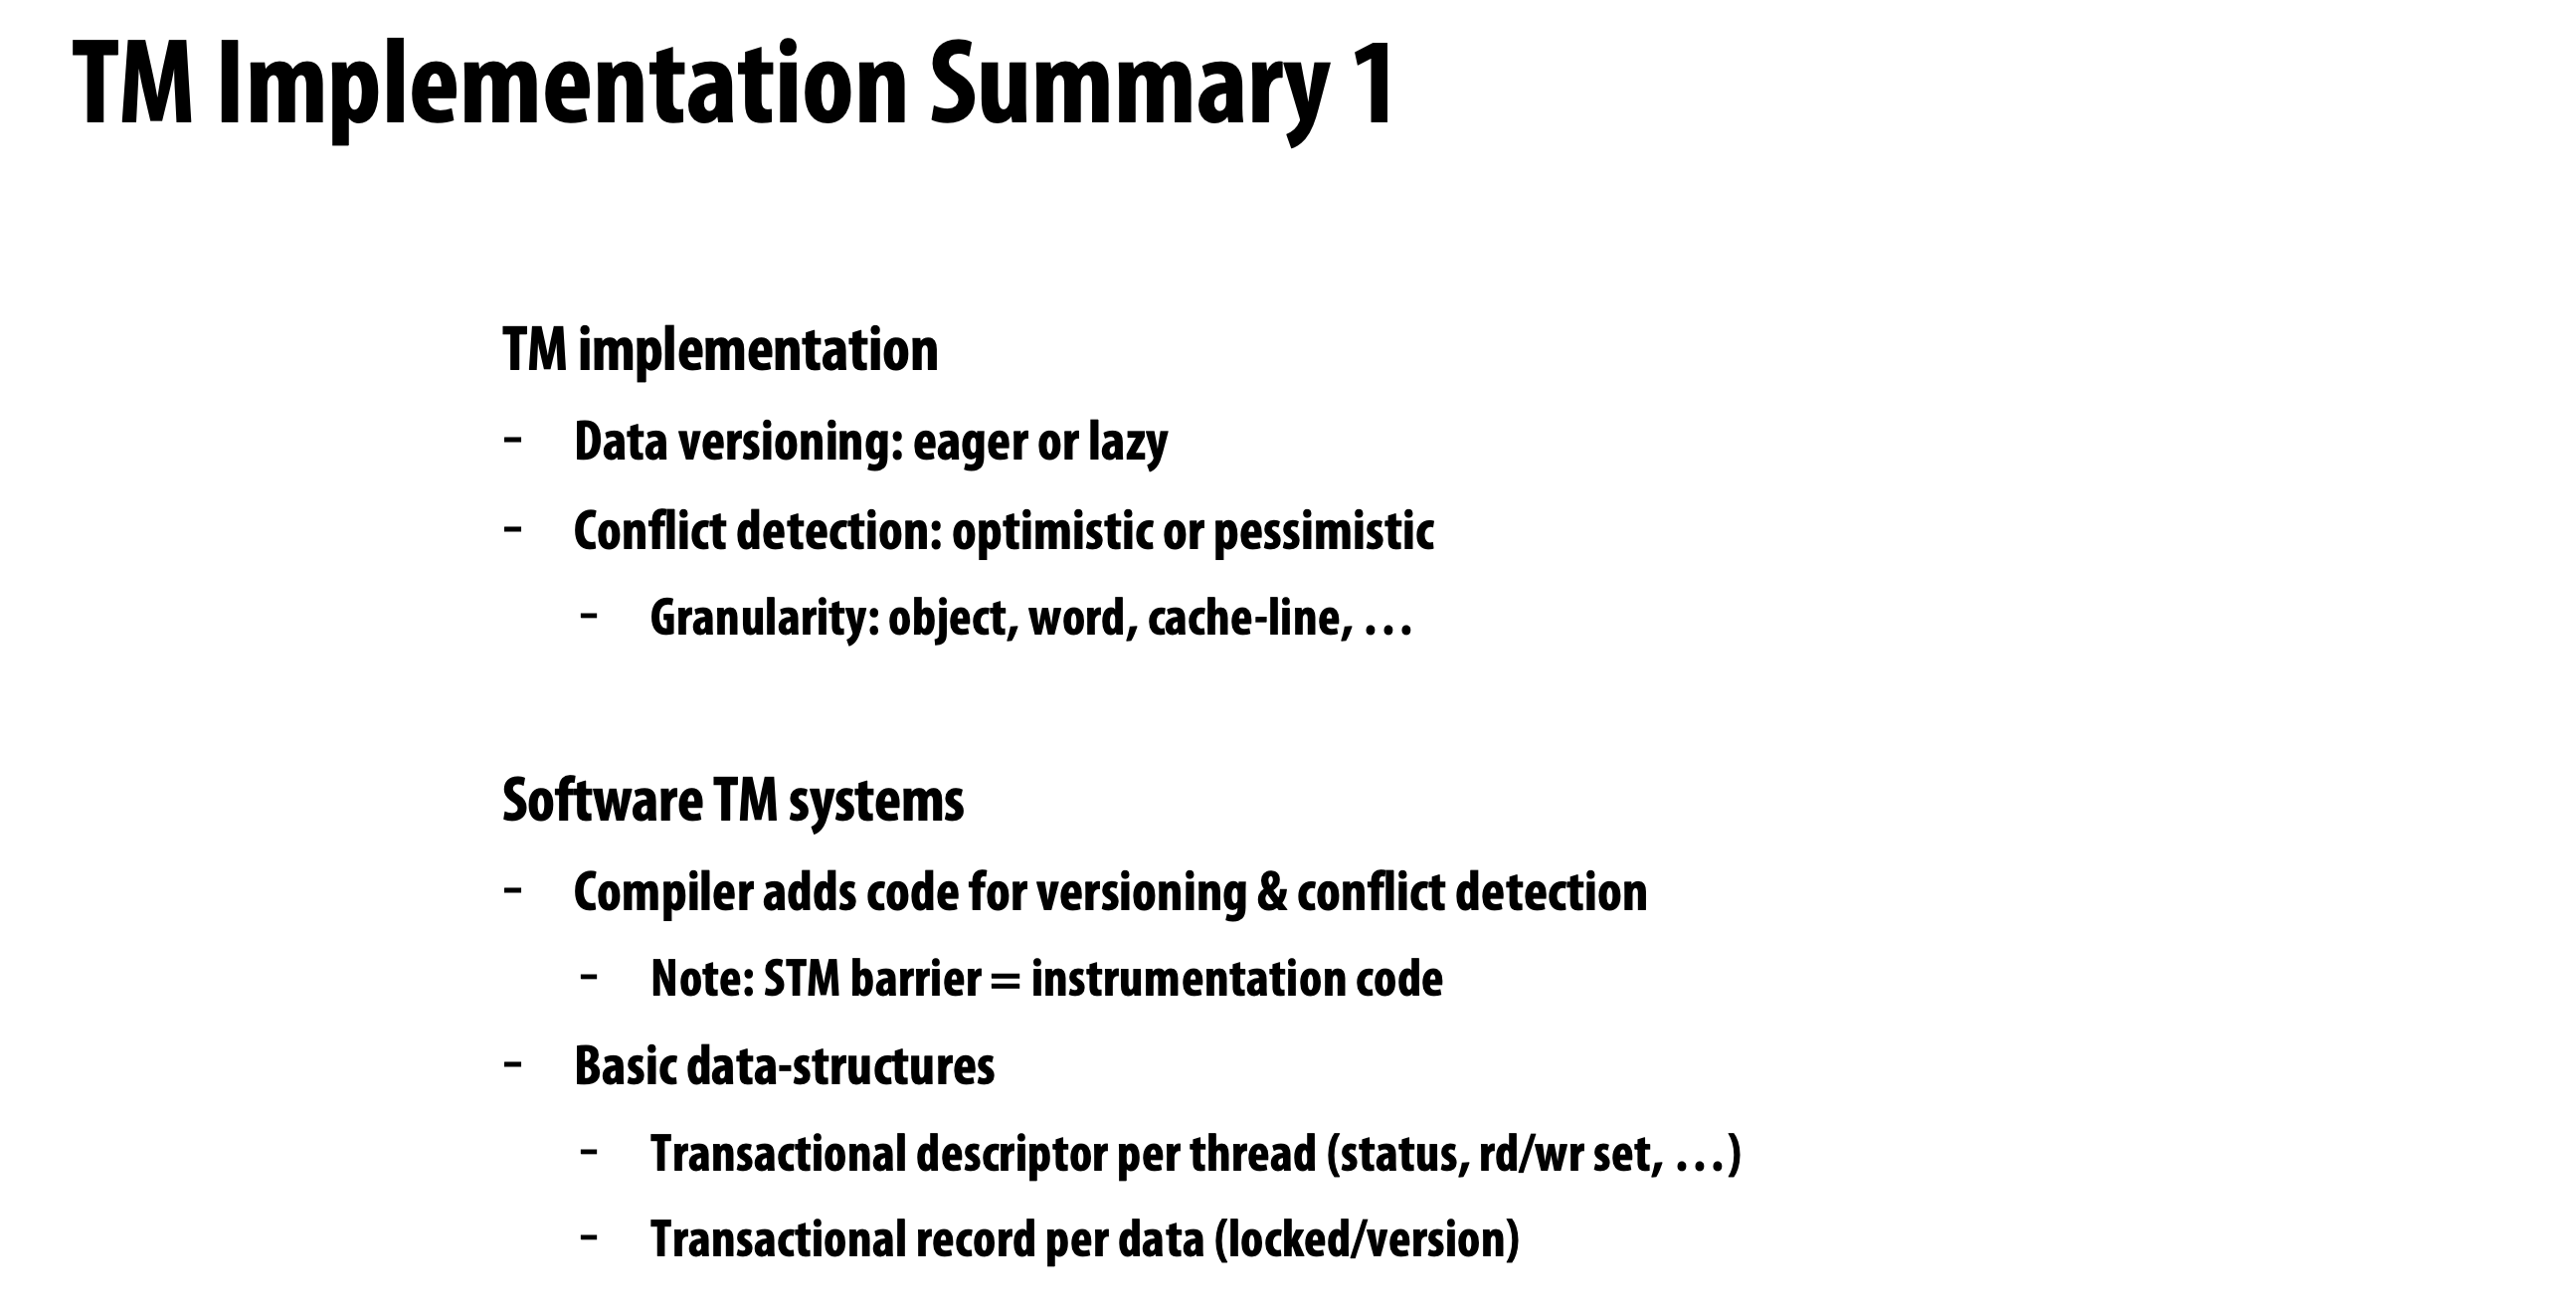 TM Implementation Summary 1
TM implementation
- Data versioning: eager or lazy
- Conflict detection: optimistic or pessimistic
- Granularity: object, word, cache-line, …
Software TM systems
- Compiler adds code for versioning & conflict detection
- Note: STM barrier = instrumentation code
- Basic data-structures
- Transactional descriptor per thread (status, rd/wr set, …)
- Transactional record per data (locked/version)